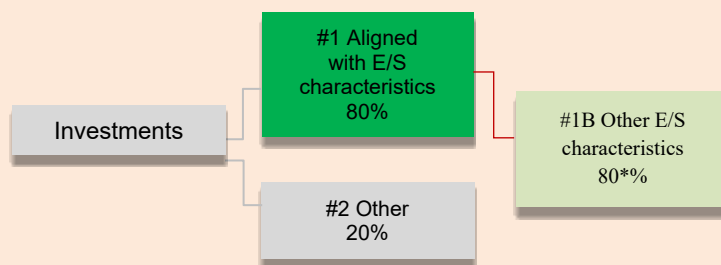 #1 Aligned
with E/S
characteristics
80%
Investments
#1B Other E/S
characteristics
80*%
#2 Other
20%